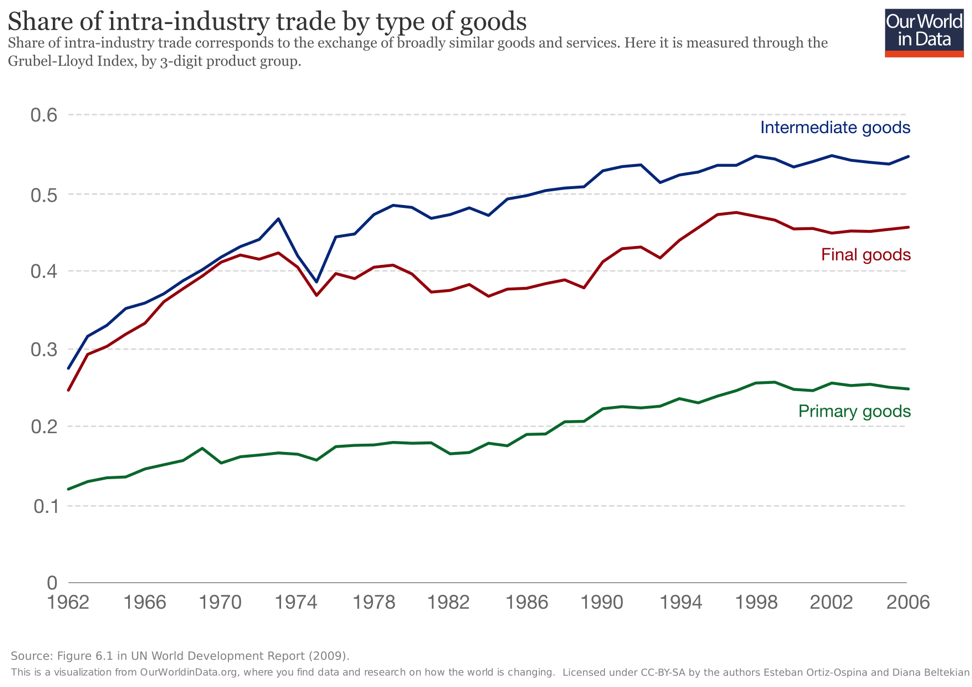 Share of intra-industry trade by type of goods
Share of intra-industry trade corresponds to the exchange of broadly similar goods and services. Here it is measured through the
Grubel-Lloyd Index, by 3-digit product group.
Our World
in Data
0.6
Intermediate goods
0.5
0.4
Final goods
0.3
0.2
Primary goods
0.1
0
1962 1966 1970 1974 1978 1982 1986 1990 1994 1998 2002 2006
Source: Figure 6.1 in UN World Development Report (2009).
This is a visualization from OurWorldinData.org, where you find data and research on how the world is changing. Licensed under CC-BY-SA by the authors Esteban Ortiz-Ospina and Diana Beltekian